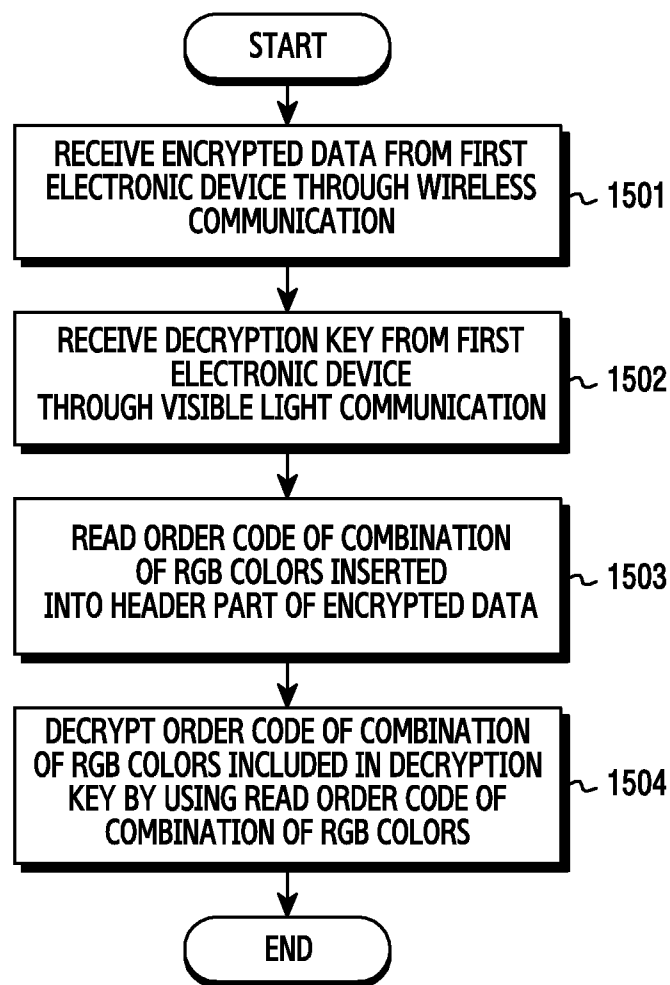 START
RECEIVE ENCRYPTED DATA FROM FIRST
ELECTRONIC DEVICE THROUGH WIRELESS
COMMUNICATION
1501
RECEIVE DECRYPTION KEY FROM FIRST
ELECTRONIC DEVICE
THROUGH VISIBLE LIGHT COMMUNICATION
1502
READ ORDER CODE OF COMBINATION
OF RGB COLORS INSERTED
INTO HEADER PART OF ENCRYPTED DATA
1503
DECRYPT ORDER CODE OF COMBINATION
OF RGB COLORS INCLUDED IN DECRYPTION
KEY BY USING READ ORDER CODE OF
COMBINATION OF RGB COLORS
1504
END